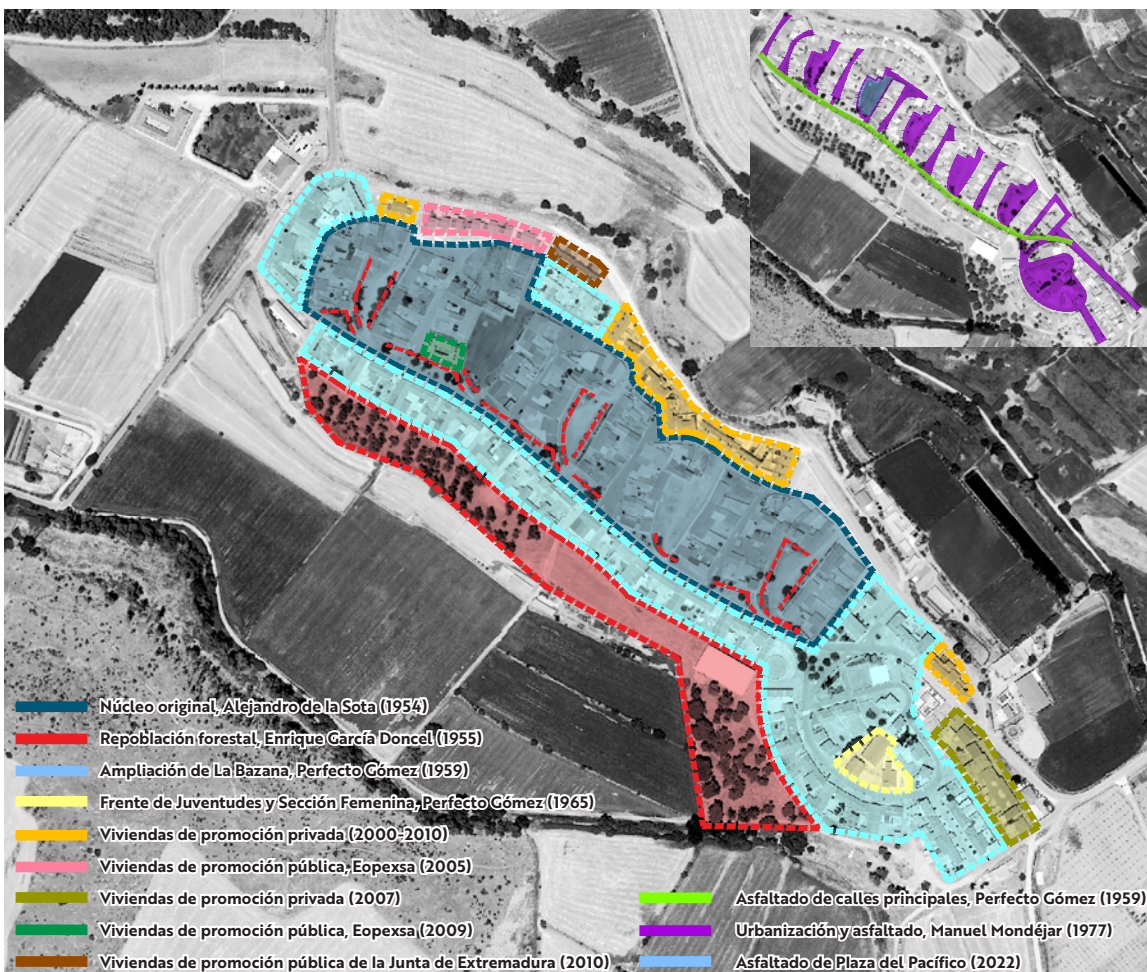 Núcleo original, Alejandro de la Sota (1954)
Repoblación forestal, Enrique García Doncel (1955)
Ampliación de La Bazana, Perfecto Gómez (1959)
Frente de Juventudes y Sección Femenina, Perfecto Gómez (1965)
Viviendas de promoción privada (2000-2010)
Viviendas de promoción pública, Eopexsa (2005)
Viviendas de promoción privada (2007)
Viviendas de promoción pública, Eopexsa (2009)
Viviendas de promoción pública de la Junta de Extremadura (2010)
Asfaltado de calles principales, Perfecto Gómez (1959)
Urbanización y asfaltado, Manuel Mondéjar (1977)
Asfaltado de Plaza del Pacífico (2022)